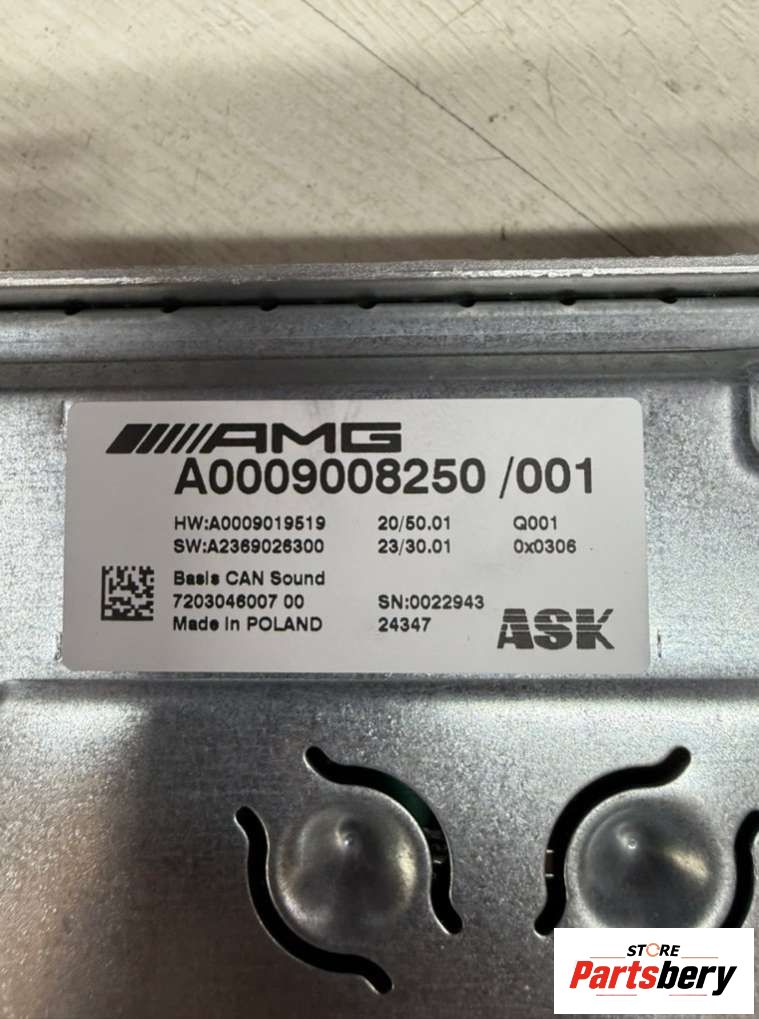 AMG
A0009008250 /001
HW:A0009019519 20/50.01 Q001
SW:A2369026300 23/30.01 0x0306
Basis CAN Sound
7203046007 00 SN:0022943
Made in POLAND 24347
ASK
STORE
Partsbery